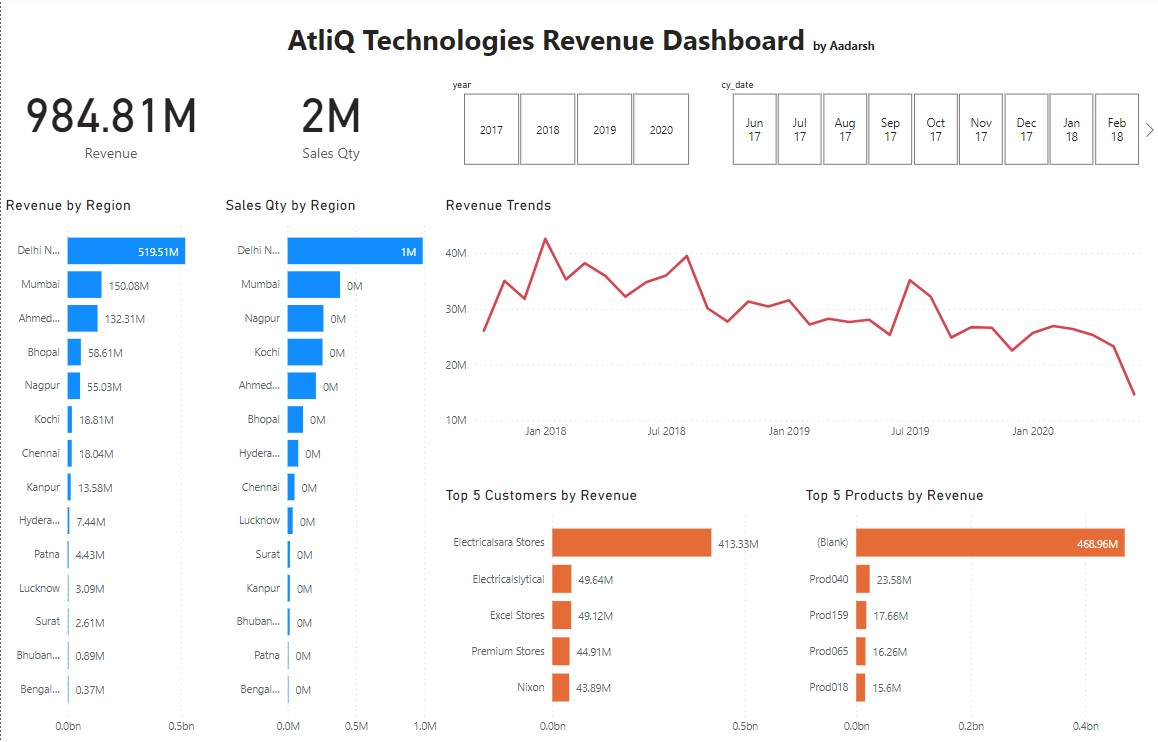 AtliQ Technologies Revenue Dashboard by Aadarsh
984.81M
Revenue
2M
Sales Qty
year
2017 2018 2019 2020
cy_date
Jun 17 Jul 17 Aug 17 Sep 17 Oct 17 Nov 17 Dec 17 Jan 18 Feb 18
Revenue by Region
Delhi N... 519.51M
Mumbai 150.08M
Ahmed... 132.31M
Bhopal 58.61M
Nagpur 55.03M
Kochi 18.81M
Chennai 18.04M
Kanpur 13.58M
Hydera... 7.44M
Patna 4.43M
Lucknow 3.09M
Surat 2.61M
Bhuban... 0.89M
Bengal... 0.37M
0.0bn 0.5bn
Sales Qty by Region
Delhi N... 1M
Mumbai 0M
Nagpur 0M
Kochi 0M
Ahmed... 0M
Bhopal 0M
Hydera... 0M
Chennai 0M
Lucknow 0M
Surat 0M
Kanpur 0M
Bhuban... 0M
Patna 0M
Bengal... 0M
0.0M 0.5M 1.0M
Revenue Trends
40M
30M
20M
10M
Jan 2018 Jul 2018 Jan 2019 Jul 2019 Jan 2020
Top 5 Customers by Revenue
Electricalsara Stores 413.33M
Electricalslytical 49.64M
Excel Stores 49.12M
Premium Stores 44.91M
Nixon 43.89M
0.0bn 0.5bn
Top 5 Products by Revenue
(Blank) 468.96M
Prod040 23.58M
Prod159 17.66M
Prod065 16.26M
Prod018 15.6M
0.0bn 0.2bn 0.4bn